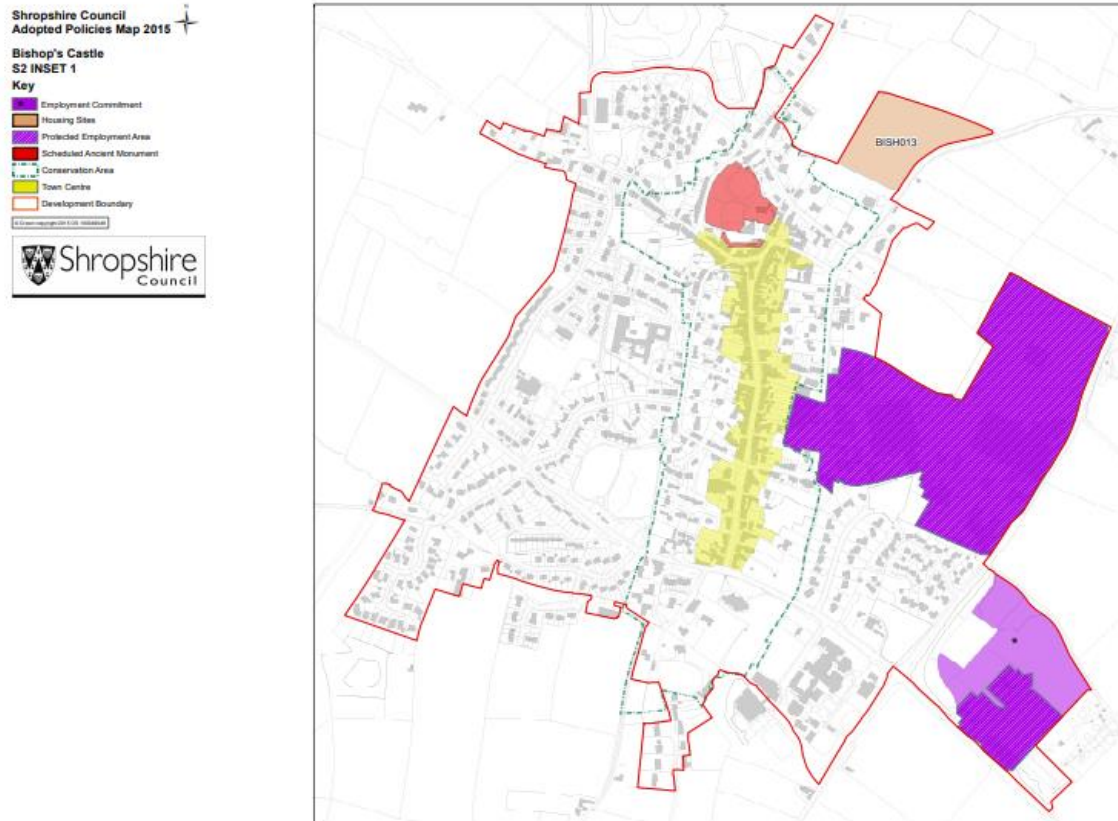 Shropshire Council
Adopted Policies Map 2015
Bishop's Castle
S2 INSET 1
Key
Employment Commitment
Housing Sites
Protected Employment Area
Scheduled Ancient Monument
Conservation Area
Town Centre
Development Boundary
Shropshire
Council
BISH013